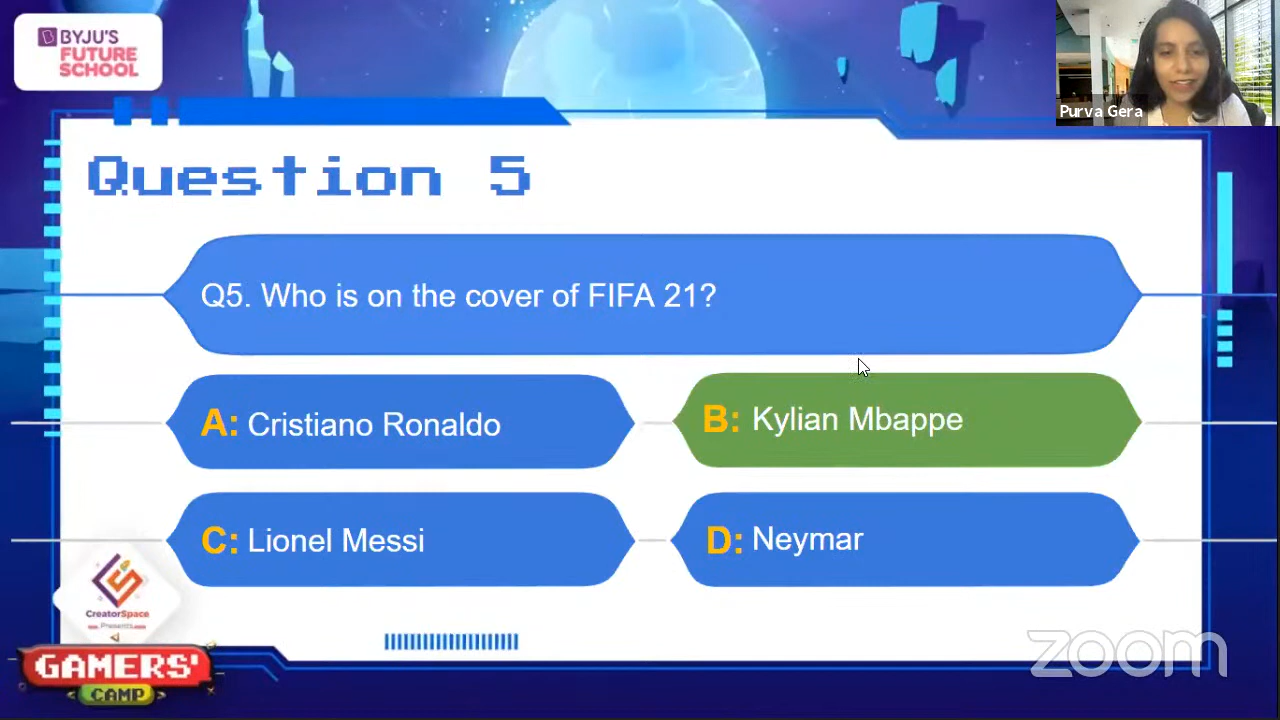 BYJU'S
FUTURE
SCHOOL
Purva Gera
Question 5
Q5. Who is on the cover of FIFA 21?
A: Cristiano Ronaldo
B: Kylian Mbappe
C: Lionel Messi
D: Neymar
CreatorSpace
Presents
GAMERS'
CAMP
zoom